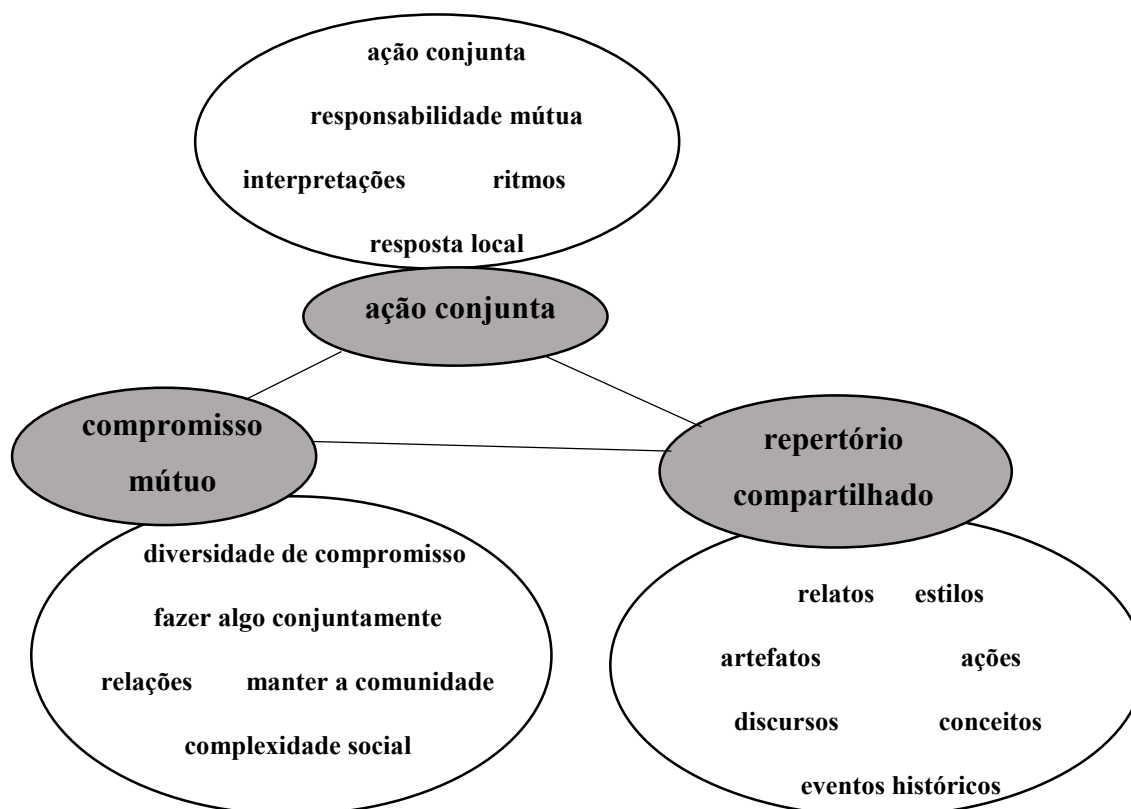 ação conjunta
responsabilidade mútua
interpretações ritmos
resposta local
ação conjunta
compromisso
mútuo
repertório
compartilhado
diversidade de compromisso
fazer algo conjuntamente
relações manter a comunidade
complexidade social
relatos estilos
artefatos ações
discursos conceitos
eventos históricos